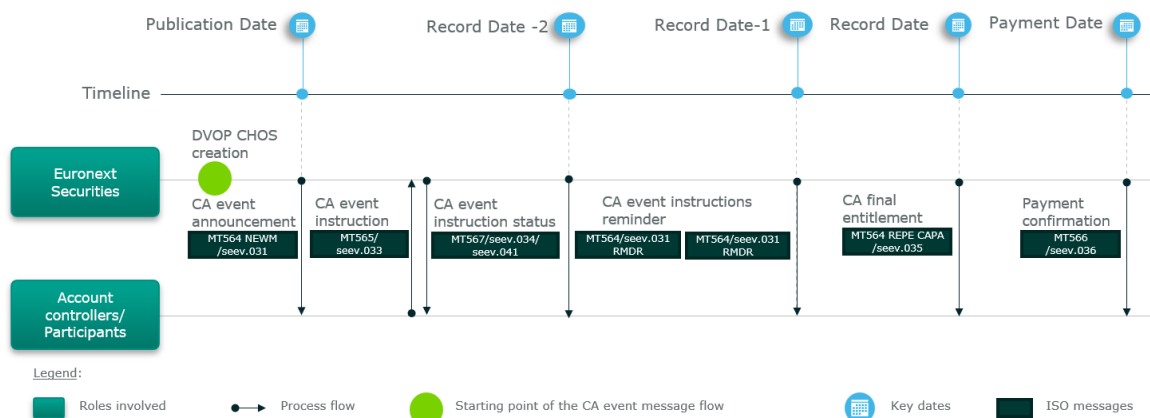 Publication Date
Record Date -2
Record Date-1
Record Date
Payment Date
Timeline
DVOP CHOS
creation
Euronext
Securities
CA event
announcement
MT564 NEWM
/seev.031
CA event
instruction
MT565/
seev.033
CA event
instruction status
MT567/seev.034/
seev.041
CA event instructions
reminder
MT564/seev.031
RMDR
MT564/seev.031
RMDR
CA final
entitlement
MT564 REPE CAPA
/seev.035
Payment
confirmation
MT566
/seev.036
Account
controllers/
Participants
Legend:
Roles involved
Process flow
Starting point of the CA event message flow
Key dates
ISO messages